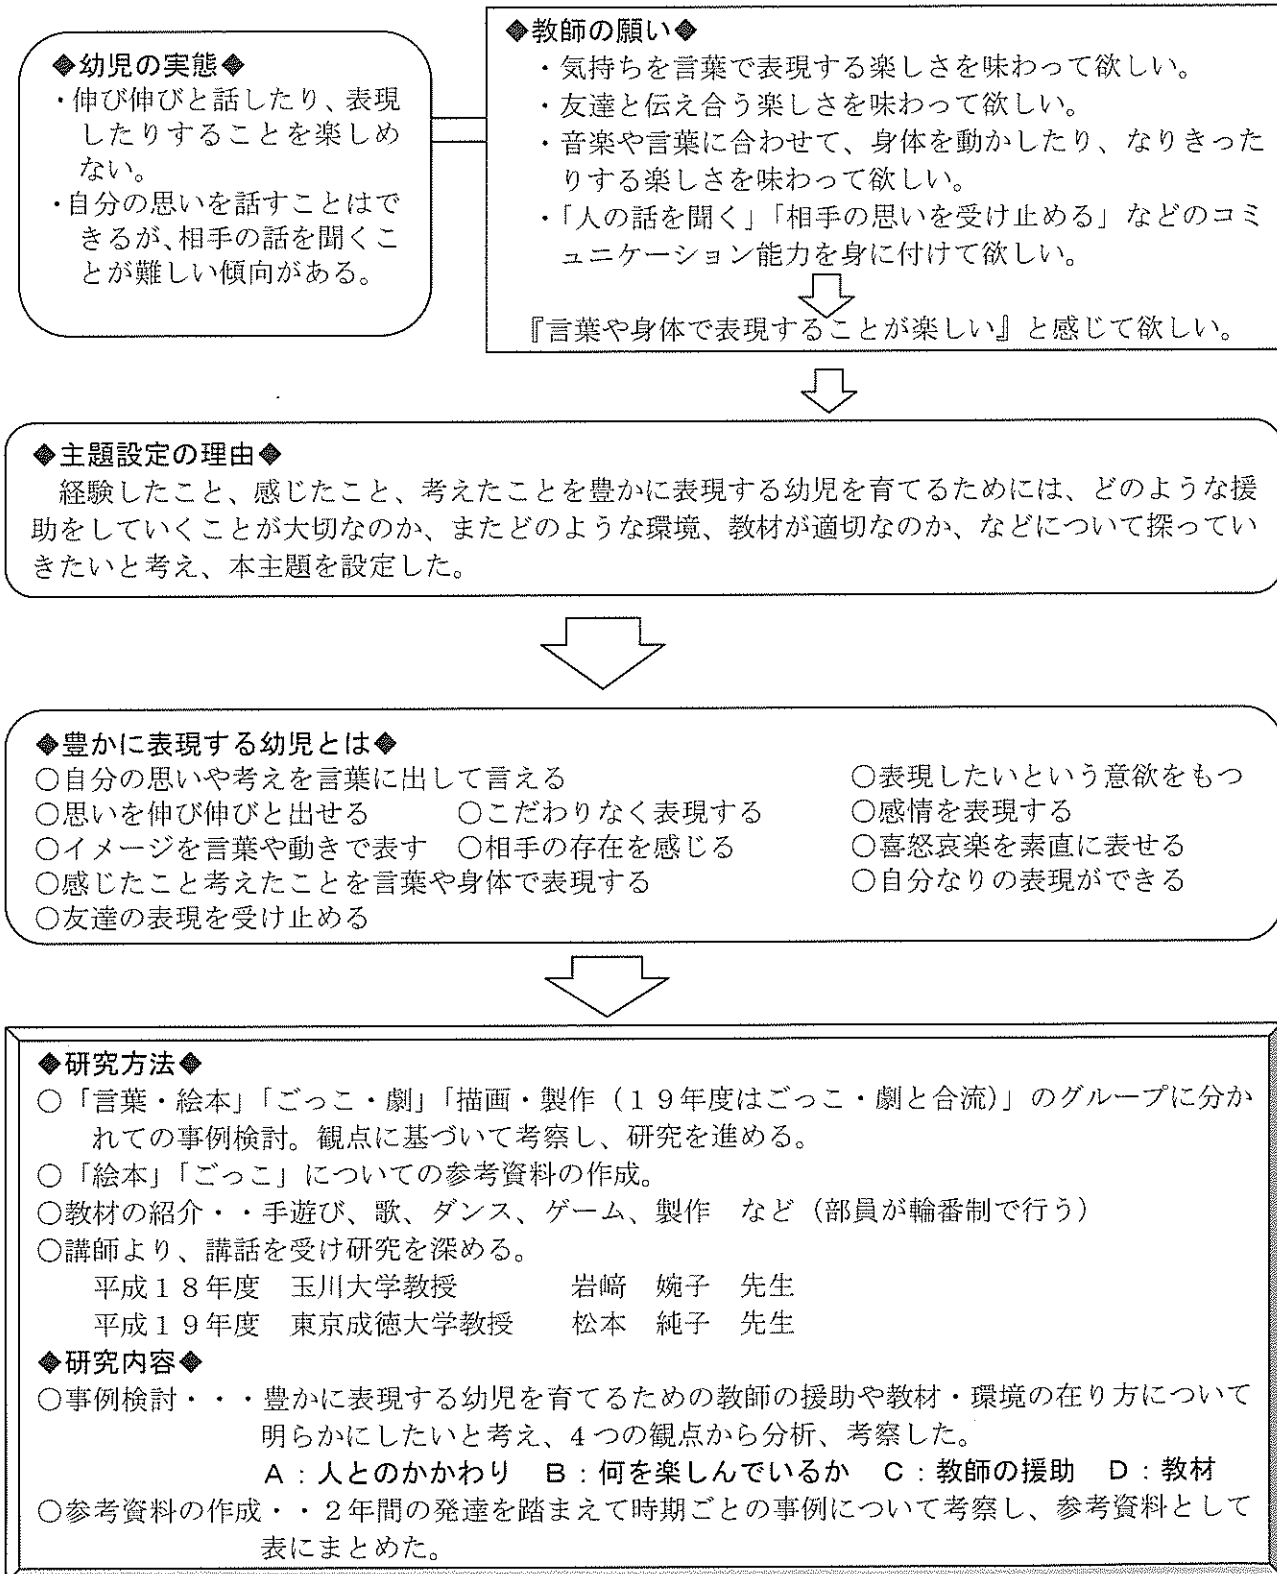 ◆幼児の実態◆
・伸び伸びと話したり、表現
したりすることを楽しめ
ない。
・自分の思いを話すことはで
きるが、相手の話を聞くこ
とが難しい傾向がある。
◆教師の願い◆
・気持ちを言葉で表現する楽しさを味わって欲しい。
・友達と伝え合う楽しさを味わって欲しい。
・音楽や言葉に合わせて、身体を動かしたり、なりきった
りする楽しさを味わって欲しい。
・「人の話を聞く」「相手の思いを受け止める」などのコミ
ュニケーション能力を身に付けて欲しい。
『言葉や身体で表現することが楽しい』と感じて欲しい。
◆主題設定の理由◆
経験したこと、感じたこと、考えたことを豊かに表現する幼児を育てるためには、どのような援
助をしていくことが大切なのか、またどのような環境、教材が適切なのか、などについて探ってい
きたいと考え、本主題を設定した。
◆豊かに表現する幼児とは◆
○自分の思いや考えを言葉に出して言える　○表現したいという意欲をもつ
○思いを伸び伸びと出せる　○こだわりなく表現する　○感情を表現する
○イメージを言葉や動きで表す　○相手の存在を感じる　○喜怒哀楽を素直に表せる
○感じたこと考えたことを言葉や身体で表現する　○自分なりの表現ができる
○友達の表現を受け止める
◆研究方法◆
○「言葉・絵本」「ごっこ・劇」「描画・製作（１９年度はごっこ・劇と合流）」のグループに分か
れての事例検討。観点に基づいて考察し、研究を進める。
○「絵本」「ごっこ」についての参考資料の作成。
○教材の紹介・・手遊び、歌、ダンス、ゲーム、製作　など（部員が輪番制で行う）
○講師より、講話を受け研究を深める。
平成１８年度　玉川大学教授　岩﨑　婉子　先生
平成１９年度　東京成徳大学教授　松本　純子　先生
◆研究内容◆
○事例検討・・・豊かに表現する幼児を育てるための教師の援助や教材・環境の在り方について
明らかにしたいと考え、４つの観点から分析、考察した。
A：人とのかかわり　B：何を楽しんでいるか　C：教師の援助　D：教材
○参考資料の作成・・２年間の発達を踏まえて時期ごとの事例について考察し、参考資料として
表にまとめた。